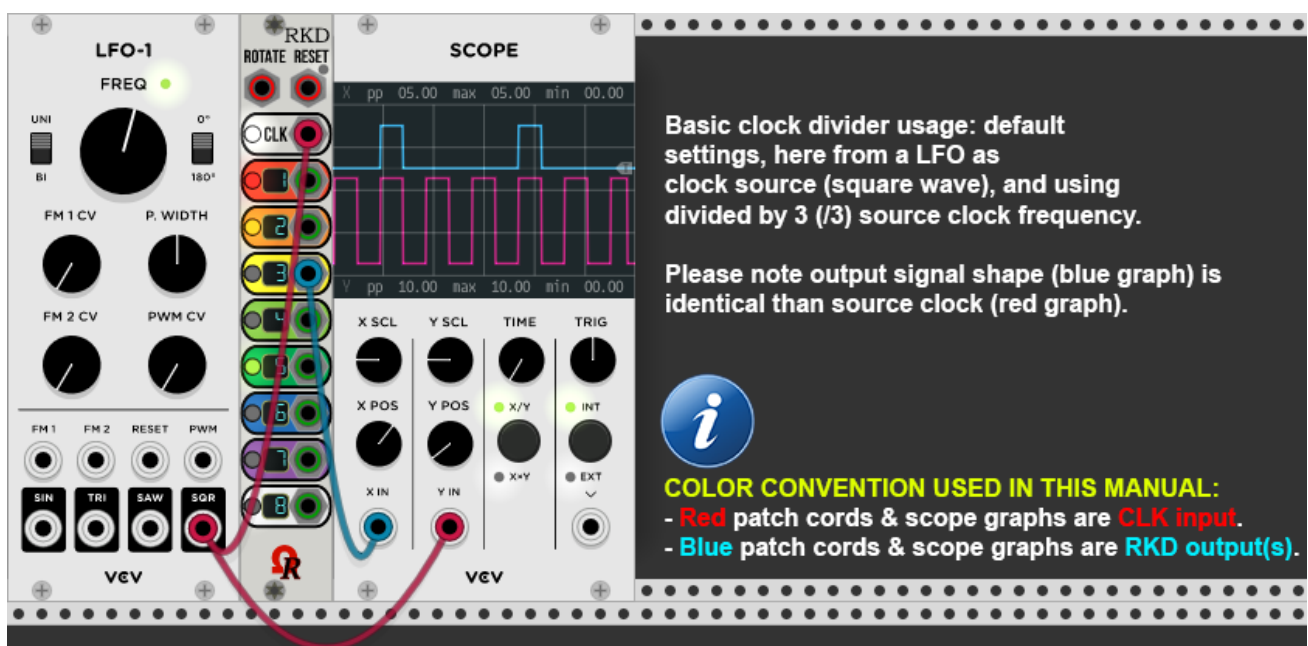 RKD
LFO-1
ROTATE RESET
SCOPE
FREQ
X pp 05.00 max 05.00 min 00.00
UNI
0°
CLK
BI
180°
1
FM 1 CV P. WIDTH
2
3
Y pp 10.00 max 10.00 min 00.00
FM 2 CV PWM CV
4
X SCL Y SCL TIME TRIG
5
X POS Y POS X/Y INT
6
FM 1 FM 2 RESET PWM
7
X×Y EXT
SIN TRI SAW SQR
X IN Y IN
8
VCV
ΩR
VCV
Basic clock divider usage: default
settings, here from a LFO as
clock source (square wave), and using
divided by 3 (/3) source clock frequency.
Please note output signal shape (blue graph) is
identical than source clock (red graph).
i
COLOR CONVENTION USED IN THIS MANUAL:
- Red patch cords & scope graphs are CLK input.
- Blue patch cords & scope graphs are RKD output(s).